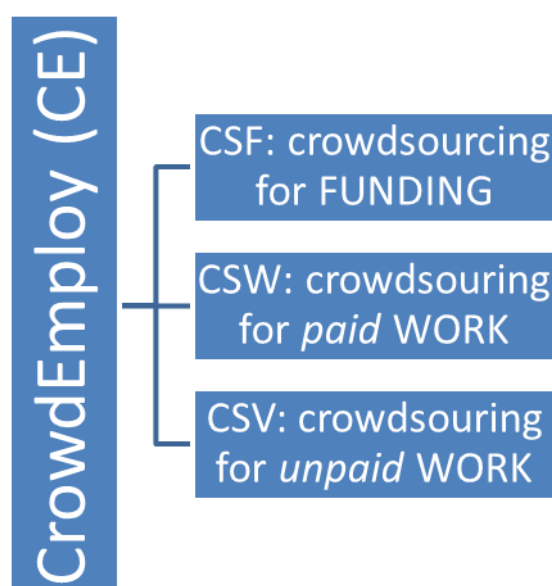 CrowdEmploy (CE)
CSF: crowdsourcing
for FUNDING
CSW: crowdsouring
for paid WORK
CSV: crowdsouring
for unpaid WORK